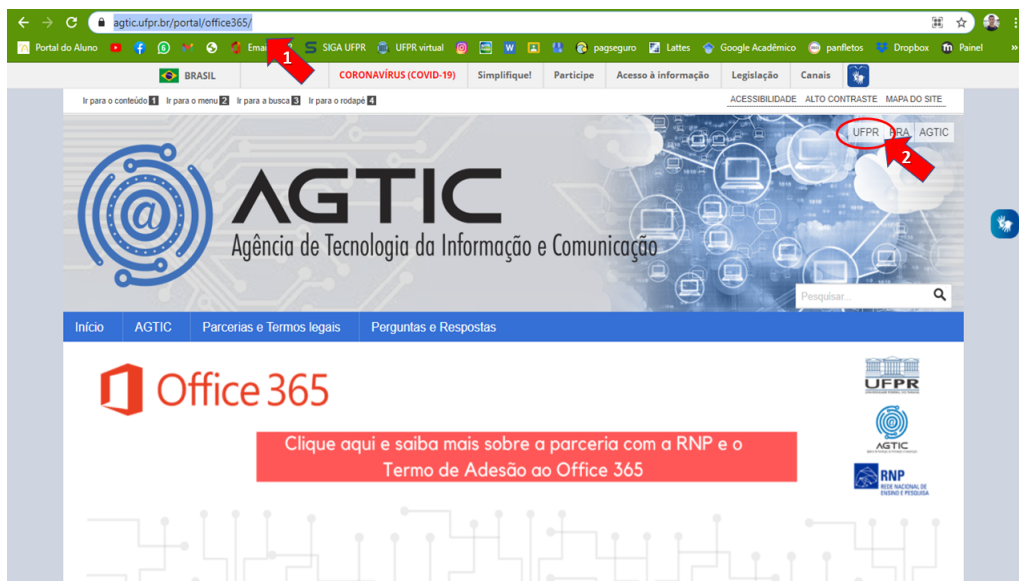 agtic.ufpr.br/portal/office365/
Portal do Aluno
SIGA UFPR
UFPR virtual
pagseguro
Lattes
Google Acadêmico
panfletos
Dropbox
Painel
»
1
BRASIL
CORONAVÍRUS (COVID-19)
Simplifique!
Participe
Acesso à informação
Legislação
Canais
Ir para o conteúdo 1 Ir para o menu 2 Ir para a busca 3 Ir para o rodapé 4
ACESSIBILIDADE ALTO CONTRASTE MAPA DO SITE
UFPR
AGTIC
2
AGTIC
Agência de Tecnologia da Informação e Comunicação
Pesquisar...
Início AGTIC Parcerias e Termos legais Perguntas e Respostas
Office 365
Clique aqui e saiba mais sobre a parceria com a RNP e o
Termo de Adesão ao Office 365
UFPR
AGTIC
RNP
REDE NACIONAL DE
ENSINO E PESQUISA